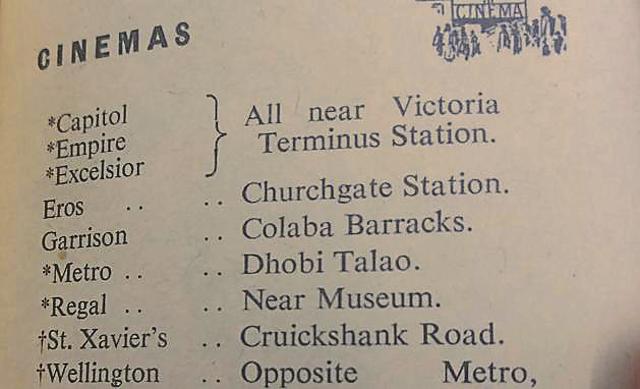 CINEMA
CINEMAS
*Capitol
*Empire
*Excelsior
All near Victoria
Terminus Station.
Eros .. .. Churchgate Station.
Garrison .. Colaba Barracks.
*Metro .. .. Dhobi Talao.
*Regal .. .. Near Museum.
†St. Xavier's .. Cruickshank Road.
†Wellington .. Opposite Metro,